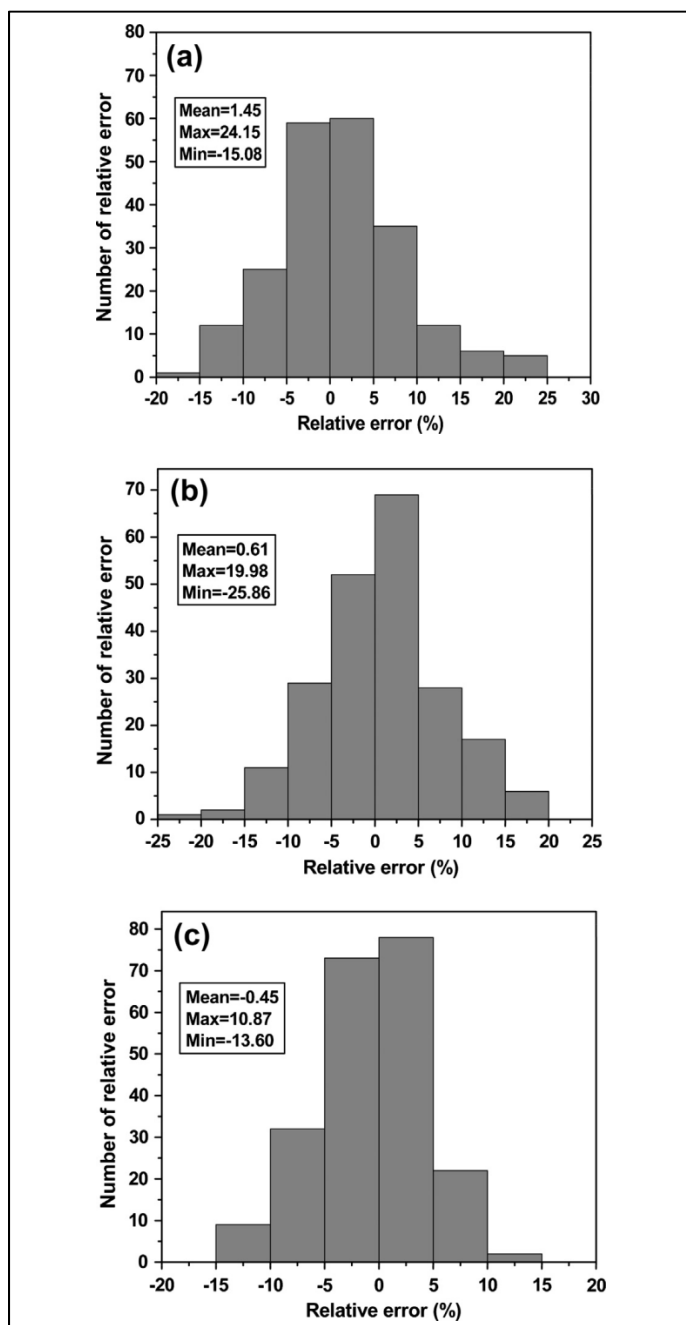 (a)
Mean=1.45
Max=24.15
Min=-15.08
Number of relative error
80
70
60
50
40
30
20
10
0
-20 -15 -10 -5 0 5 10 15 20 25 30
Relative error (%)
(b)
Mean=0.61
Max=19.98
Min=-25.86
Number of relative error
70
60
50
40
30
20
10
0
-25 -20 -15 -10 -5 0 5 10 15 20 25
Relative error (%)
(c)
Mean=-0.45
Max=10.87
Min=-13.60
Number of relative error
80
70
60
50
40
30
20
10
0
-20 -15 -10 -5 0 5 10 15 20
Relative error (%)